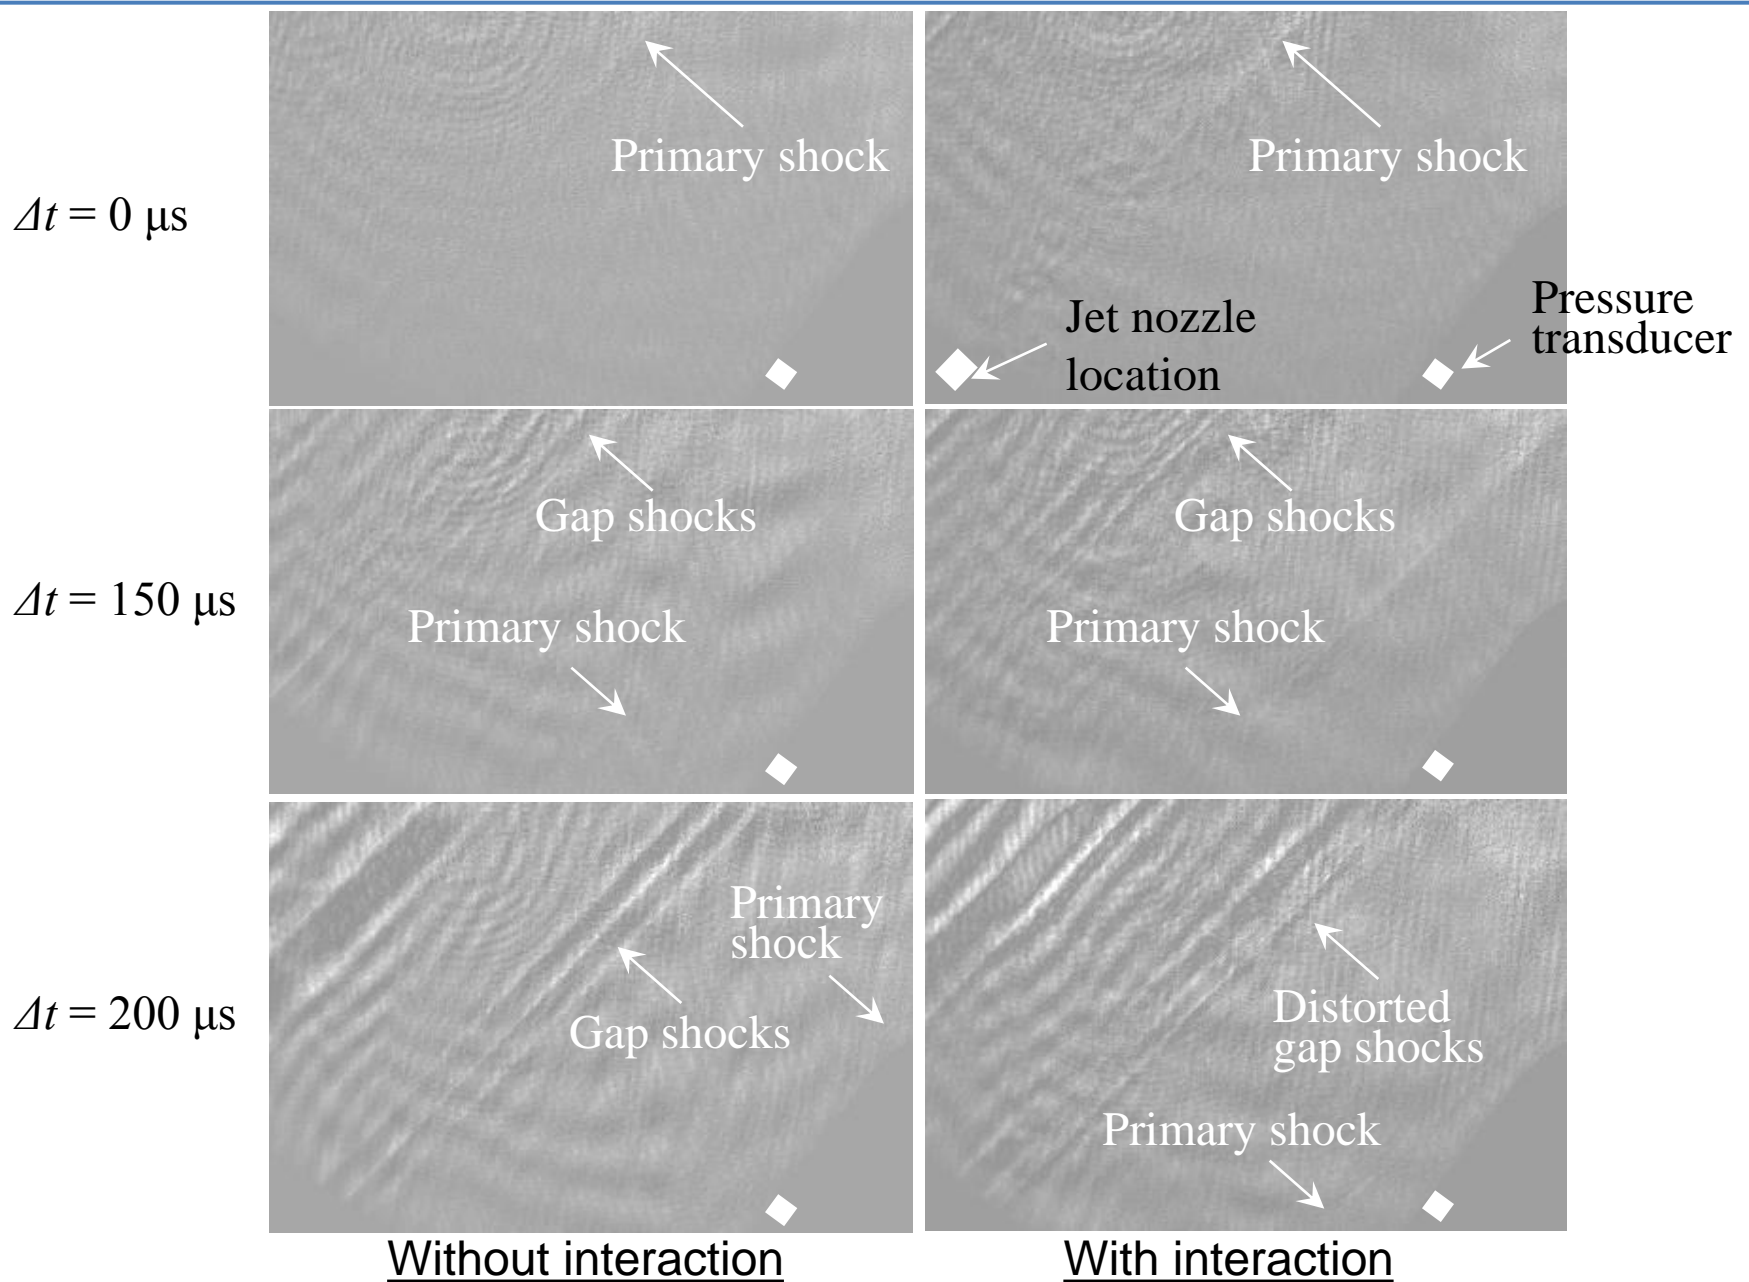 Primary shock
Primary shock
Δt = 0 μs
Jet nozzle
location
Pressure
transducer
Gap shocks
Gap shocks
Δt = 150 μs
Primary shock
Primary shock
Primary
shock
Δt = 200 μs
Gap shocks
Distorted
gap shocks
Primary shock
Without interaction
With interaction